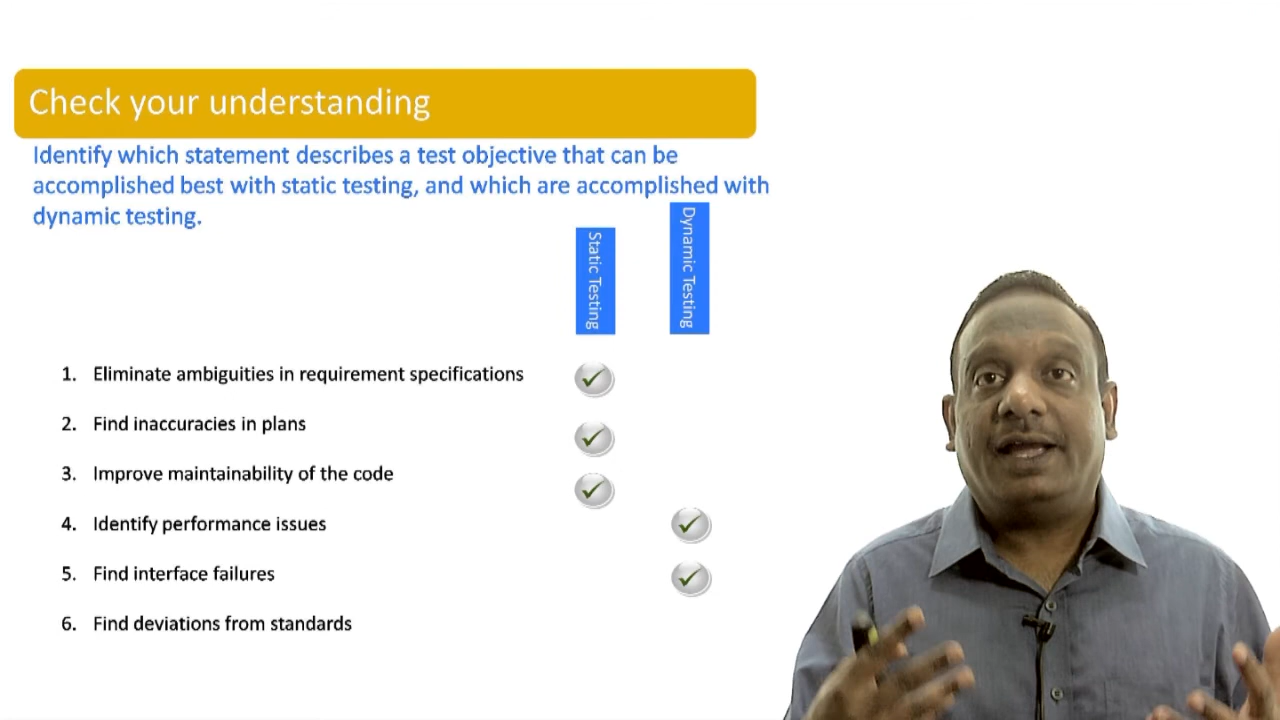 Check your understanding
Identify which statement describes a test objective that can be
accomplished best with static testing, and which are accomplished with
dynamic testing.
Static Testing
Dynamic Testing
1. Eliminate ambiguities in requirement specifications
2. Find inaccuracies in plans
3. Improve maintainability of the code
4. Identify performance issues
5. Find interface failures
6. Find deviations from standards